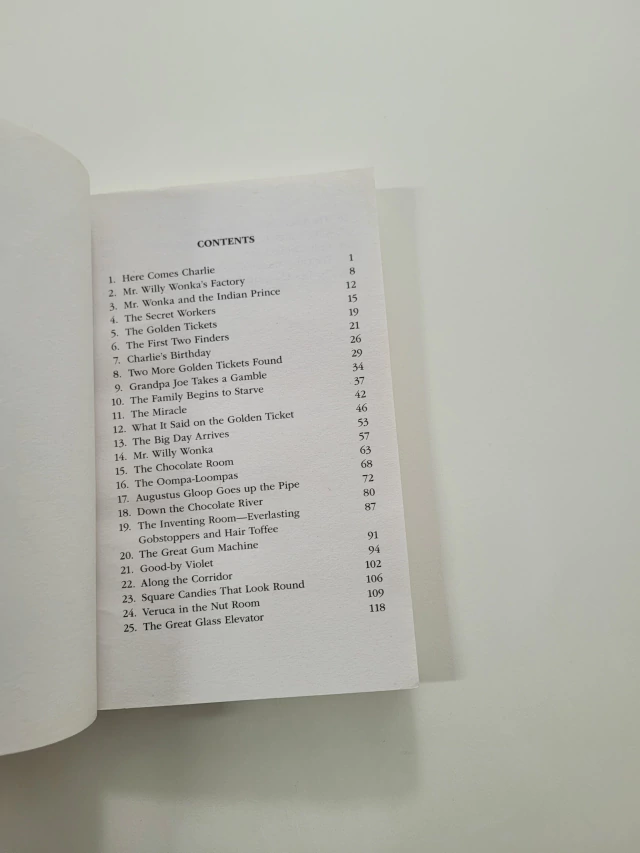 CONTENTS
1. Here Comes Charlie 1
2. Mr. Willy Wonka's Factory 8
3. Mr. Wonka and the Indian Prince 12
4. The Secret Workers 15
5. The Golden Tickets 19
6. The First Two Finders 21
7. Charlie's Birthday 26
8. Two More Golden Tickets Found 29
9. Grandpa Joe Takes a Gamble 34
10. The Family Begins to Starve 37
11. The Miracle 42
12. What It Said on the Golden Ticket 46
13. The Big Day Arrives 53
14. Mr. Willy Wonka 57
15. The Chocolate Room 63
16. The Oompa-Loompas 68
17. Augustus Gloop Goes up the Pipe 72
18. Down the Chocolate River 80
19. The Inventing Room—Everlasting 87
Gobstoppers and Hair Toffee
20. The Great Gum Machine 91
21. Good-by Violet 94
22. Along the Corridor 102
23. Square Candies That Look Round 106
24. Veruca in the Nut Room 109
25. The Great Glass Elevator 118